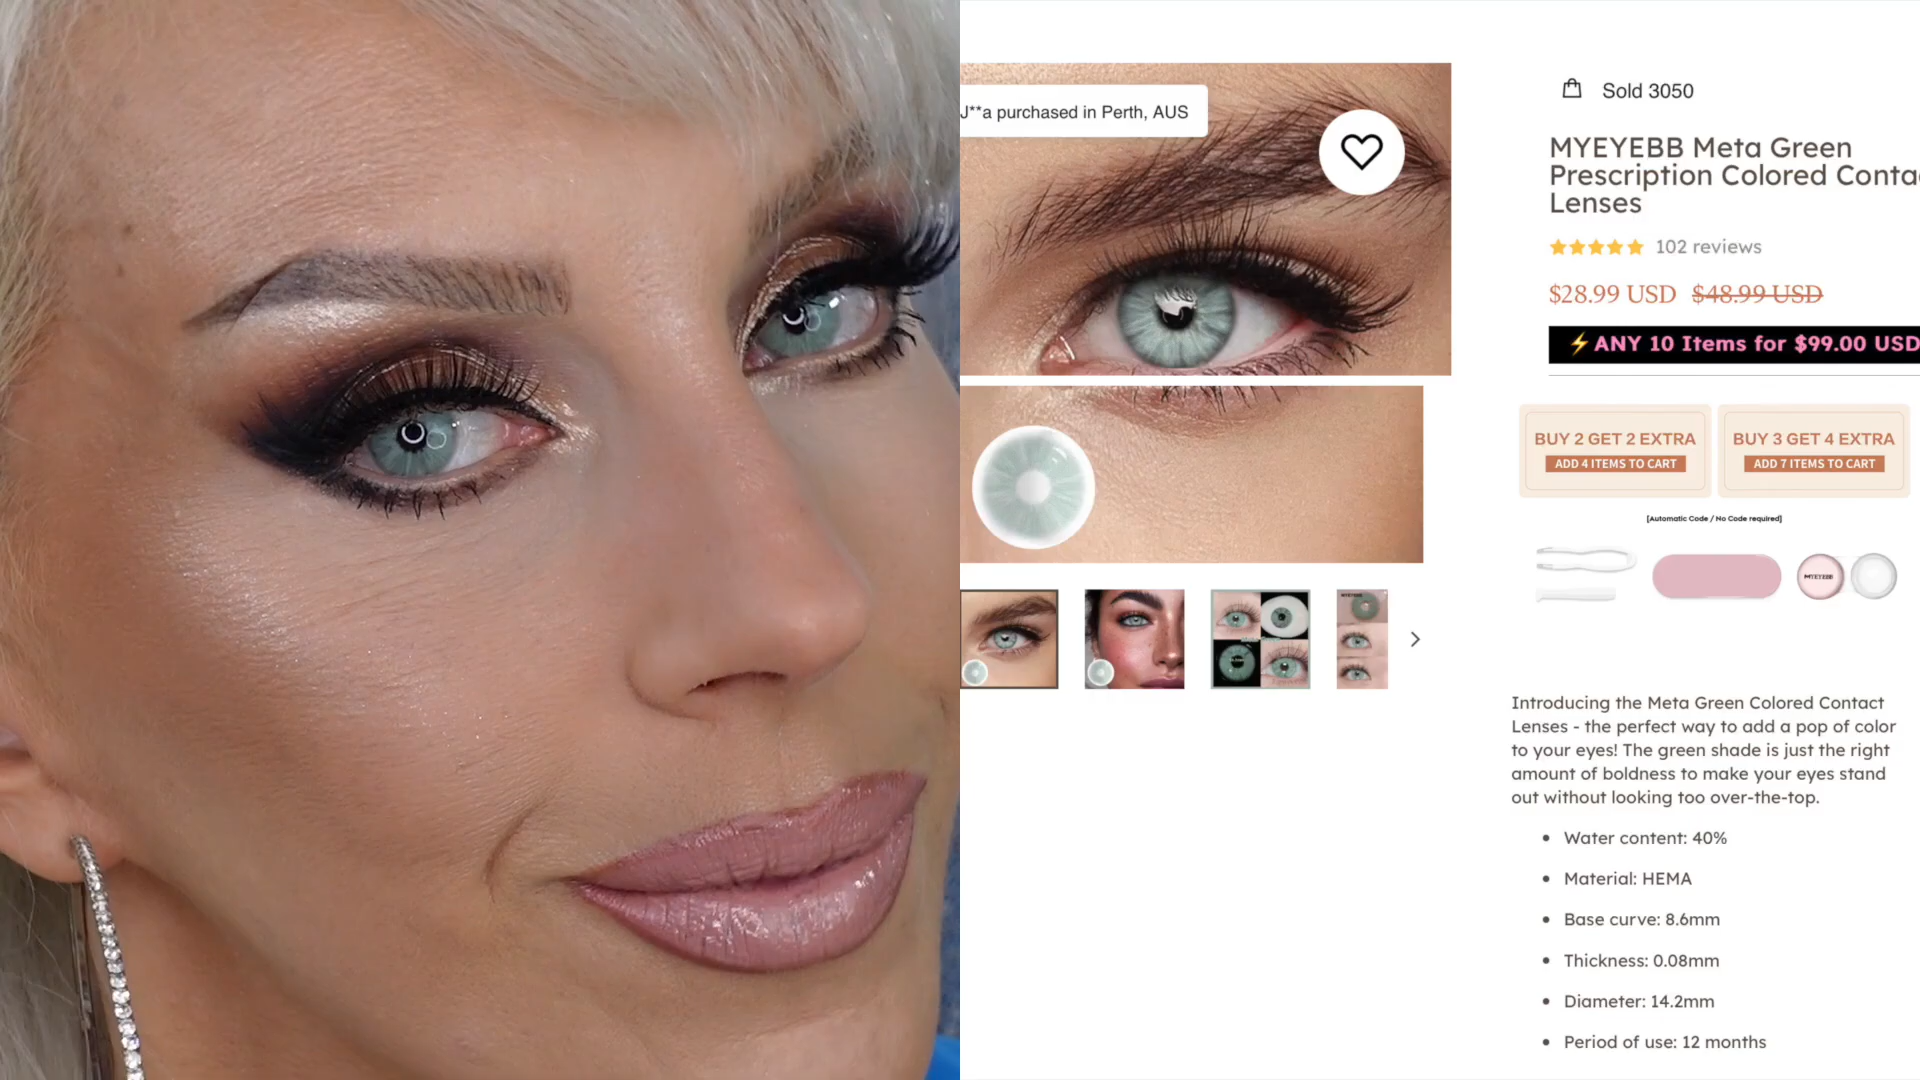 J**a purchased in Perth, AUS
Sold 3050
MYEYEBB Meta Green
Prescription Colored Conta
Lenses
102 reviews
$28.99 USD $48.99 USD
⚡ANY 10 Items for $99.00 USD
BUY 2 GET 2 EXTRA
ADD 4 ITEMS TO CART
BUY 3 GET 4 EXTRA
ADD 7 ITEMS TO CART
[Automatic Code / No Code required]
MYEYEBB
MYEYEBB
Introducing the Meta Green Colored Contact
Lenses - the perfect way to add a pop of color
to your eyes! The green shade is just the right
amount of boldness to make your eyes stand
out without looking too over-the-top.
• Water content: 40%
• Material: HEMA
• Base curve: 8.6mm
• Thickness: 0.08mm
• Diameter: 14.2mm
• Period of use: 12 months